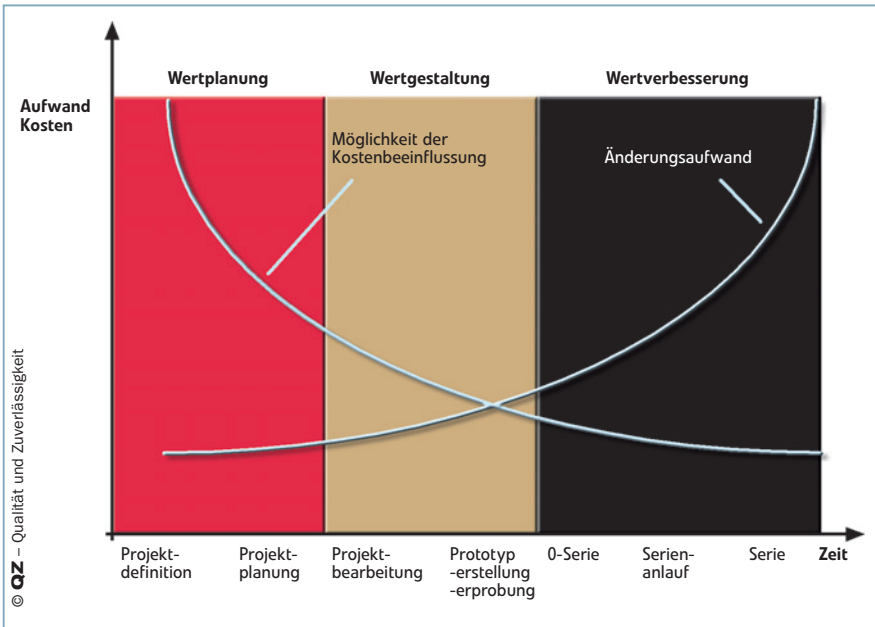 Wertplanung
Wertgestaltung
Wertverbesserung
Aufwand
Kosten
Möglichkeit der
Kostenbeeinflussung
Änderungsaufwand
Projekt-
definition
Projekt-
planung
Projekt-
bearbeitung
Prototyp
-erstellung
-erprobung
0-Serie
Serien-
anlauf
Serie
Zeit
© QZ – Qualität und Zuverlässigkeit